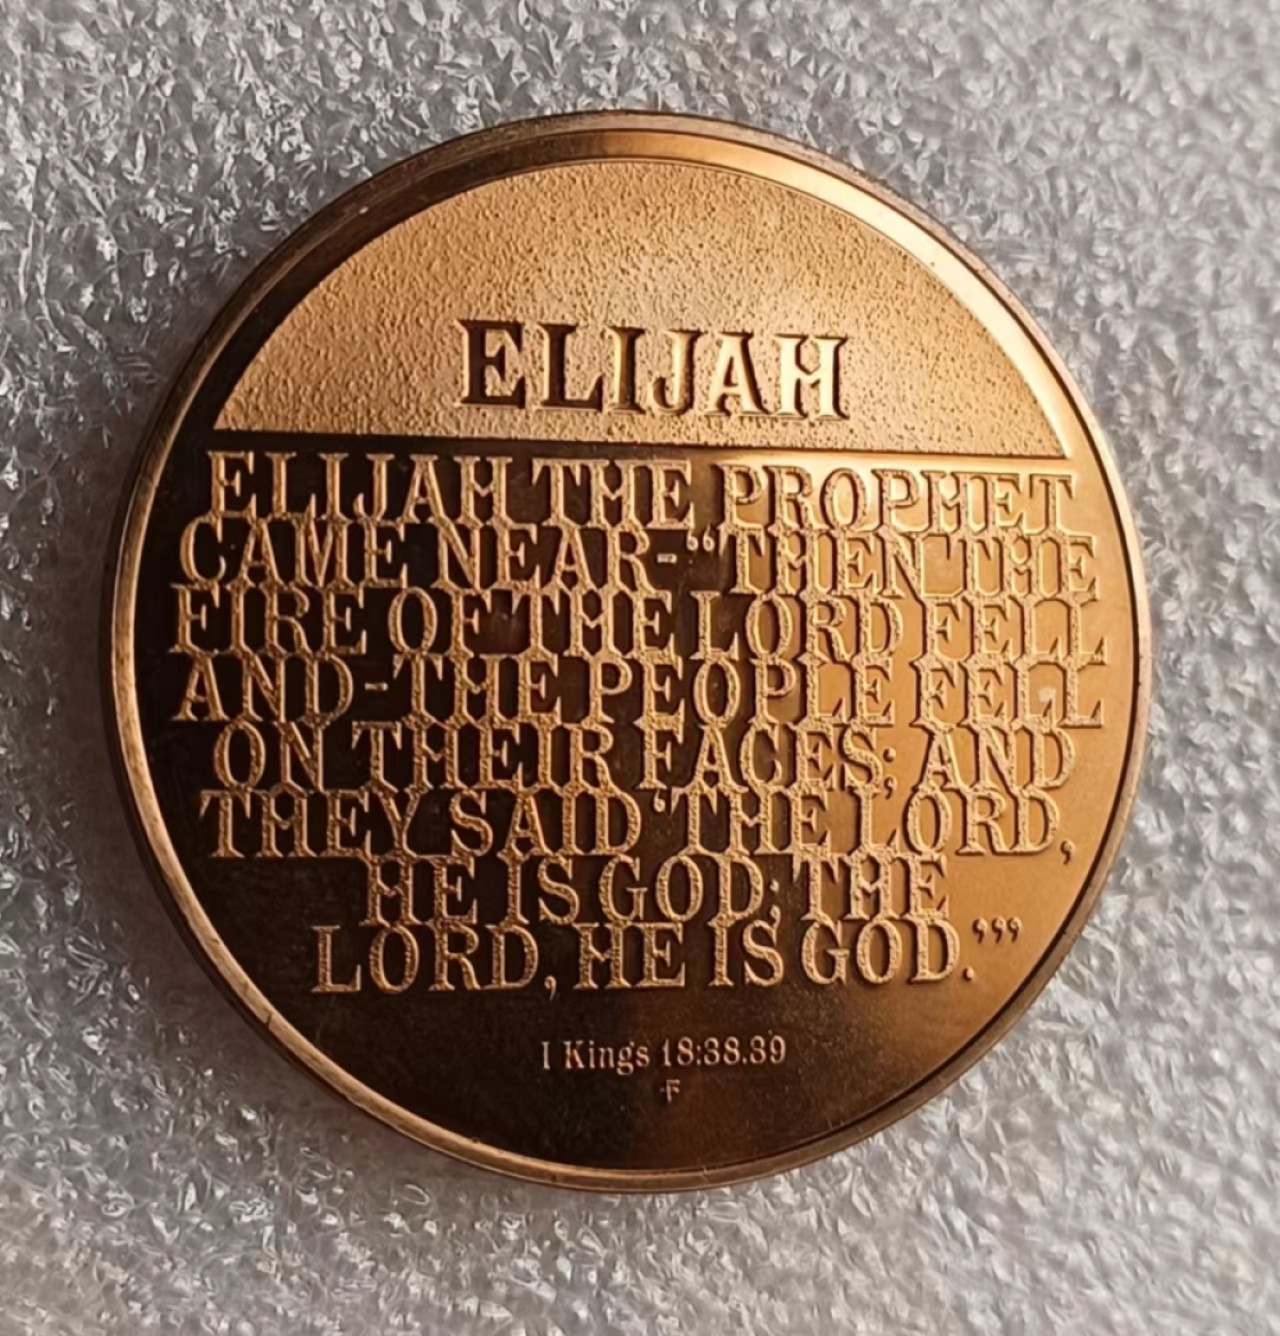 ELIJAH
ELIJAH THE PROPHET
CAME NEAR-“THEN THE
FIRE OF THE LORD FELL
AND-THE PEOPLE FELL
ON THEIR FACES; AND
THEY SAID ‘THE LORD,
HE IS GOD; THE
LORD, HE IS GOD.’”
I Kings 18:38.39
F